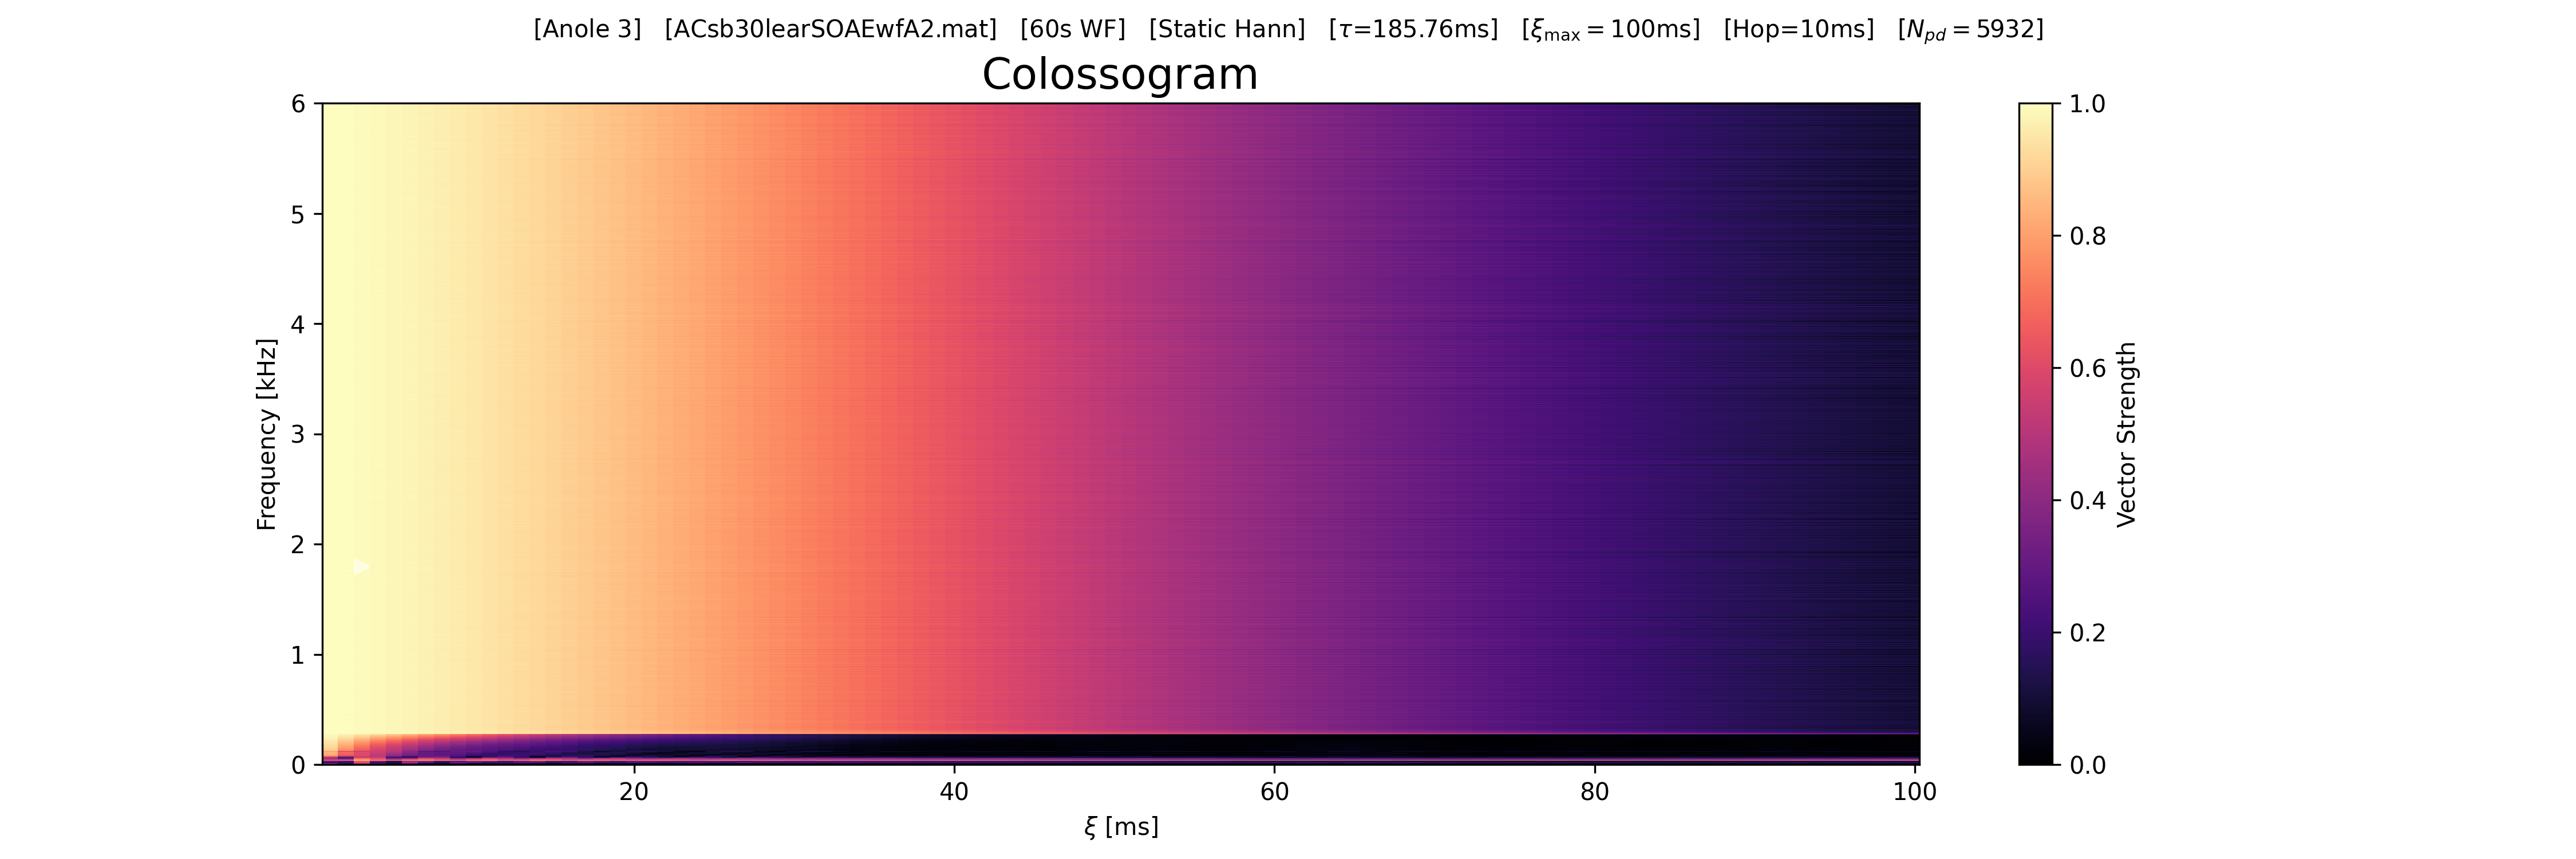 [Anole 3] [ACsb30learSOAEwfA2.mat] [60s WF] [Static Hann] [τ=185.76ms] [ξmax = 100ms] [Hop=10ms] [Npd = 5932]
Colossogram
6
5
4
3
2
1
0
Frequency [kHz]
20 40 60 80 100
ξ [ms]
1.0
0.8
0.6
0.4
0.2
0.0
Vector Strength